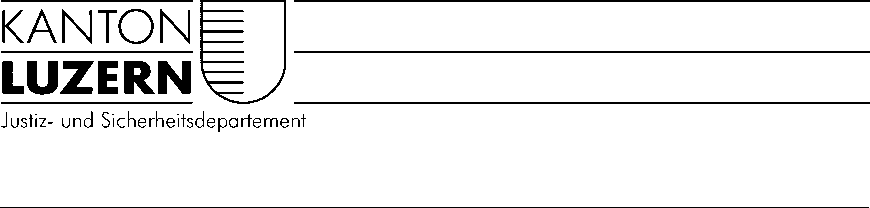 KANTON
LUZERN
Justiz- und Sicherheitsdepartement